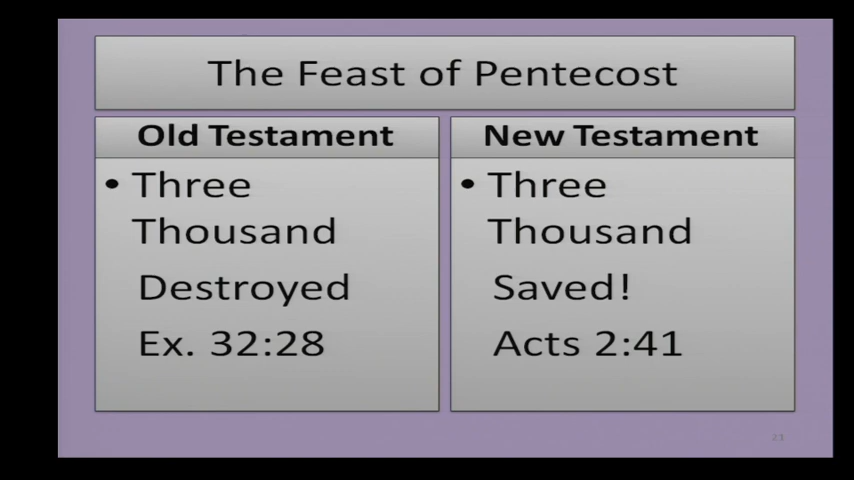 The Feast of Pentecost
Old Testament
• Three
Thousand
Destroyed
Ex. 32:28
New Testament
• Three
Thousand
Saved!
Acts 2:41
23